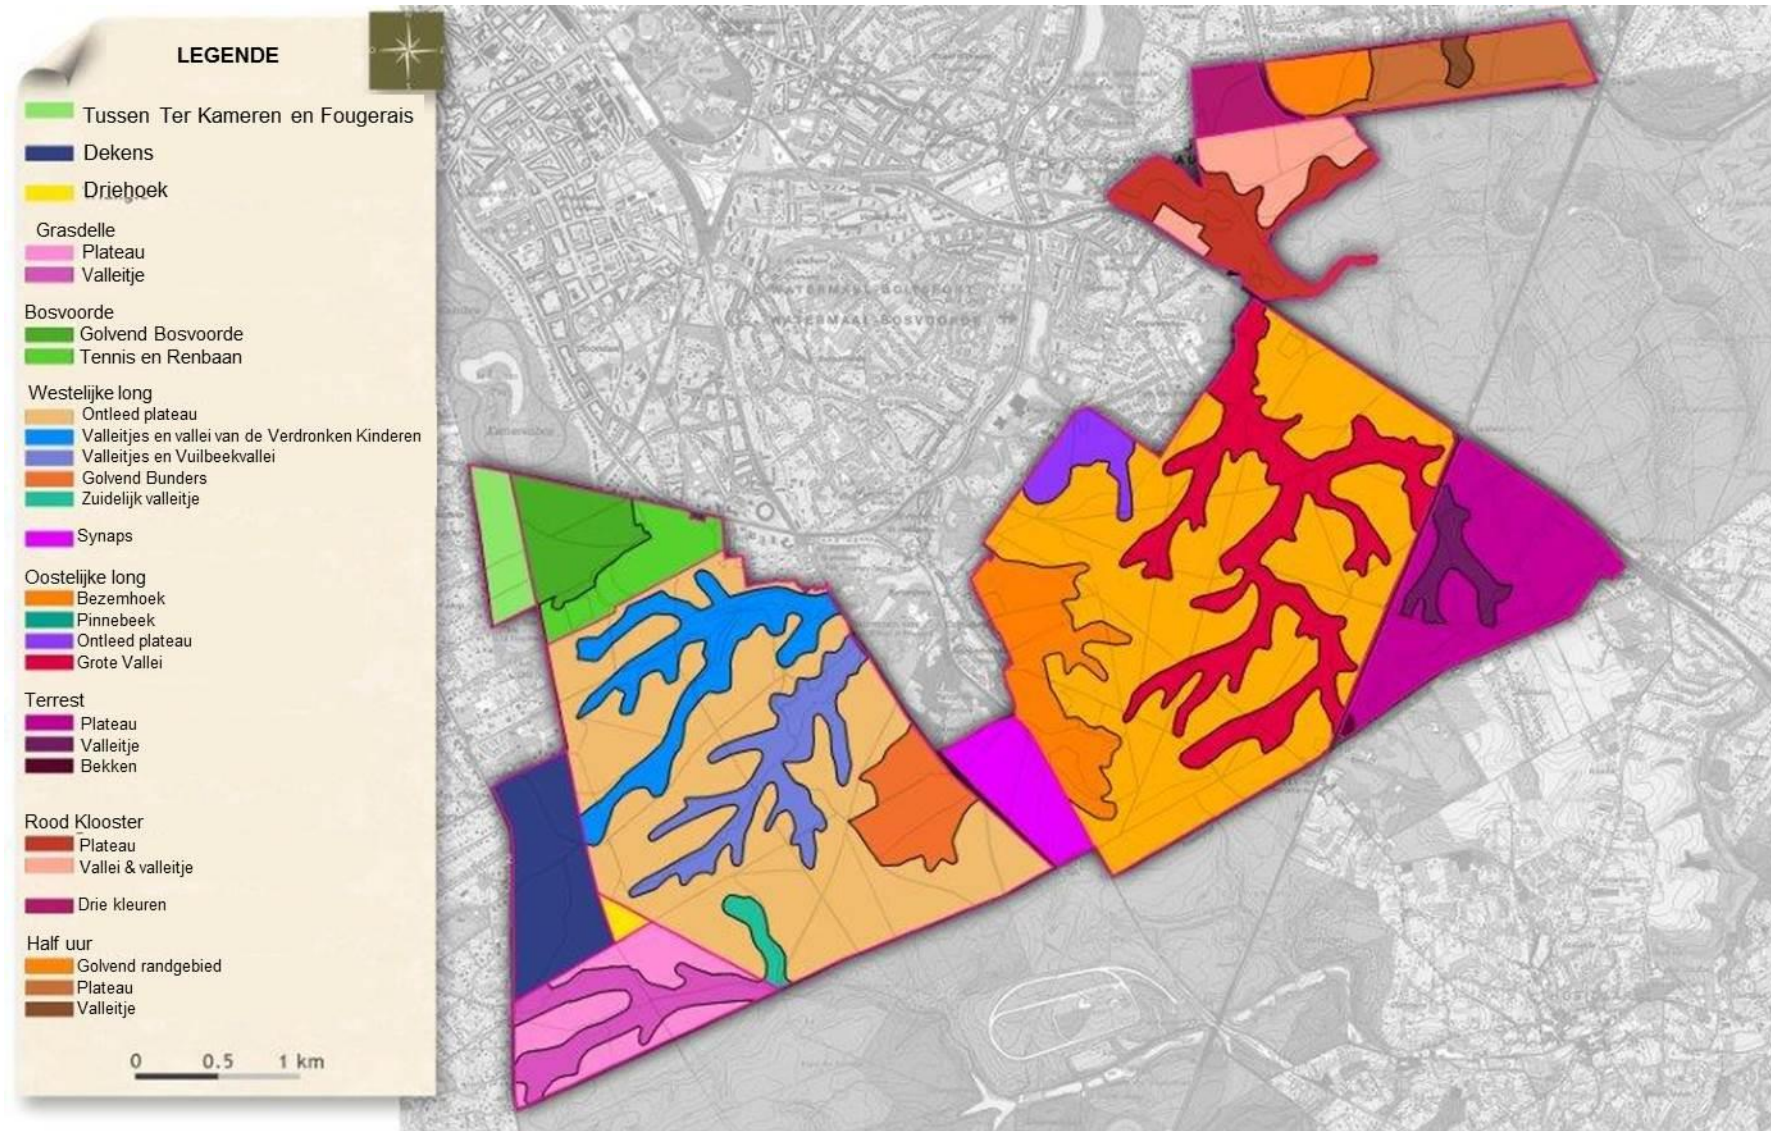 LEGENDE
Tussen Ter Kameren en Fougerais
Dekens
Driehoek
Grasdelle
Plateau
Valleitje
Bosvoorde
Golvend Bosvoorde
Tennis en Renbaan
Westelijke long
Ontleed plateau
Valleitjes en vallei van de Verdronken Kinderen
Valleitjes en Vuilbeekvallei
Golvend Bunders
Zuidelijk valleitje
Synaps
Oostelijke long
Bezemhoek
Pinnebeek
Ontleed plateau
Grote Vallei
Terrest
Plateau
Valleitje
Bekken
Rood Klooster
Plateau
Vallei & valleitje
Drie kleuren
Half uur
Golvend randgebied
Plateau
Valleitje
0 0.5 1 km
WATERMAEL-BOITSFORT
WATERMAAL-BOSVOORDE